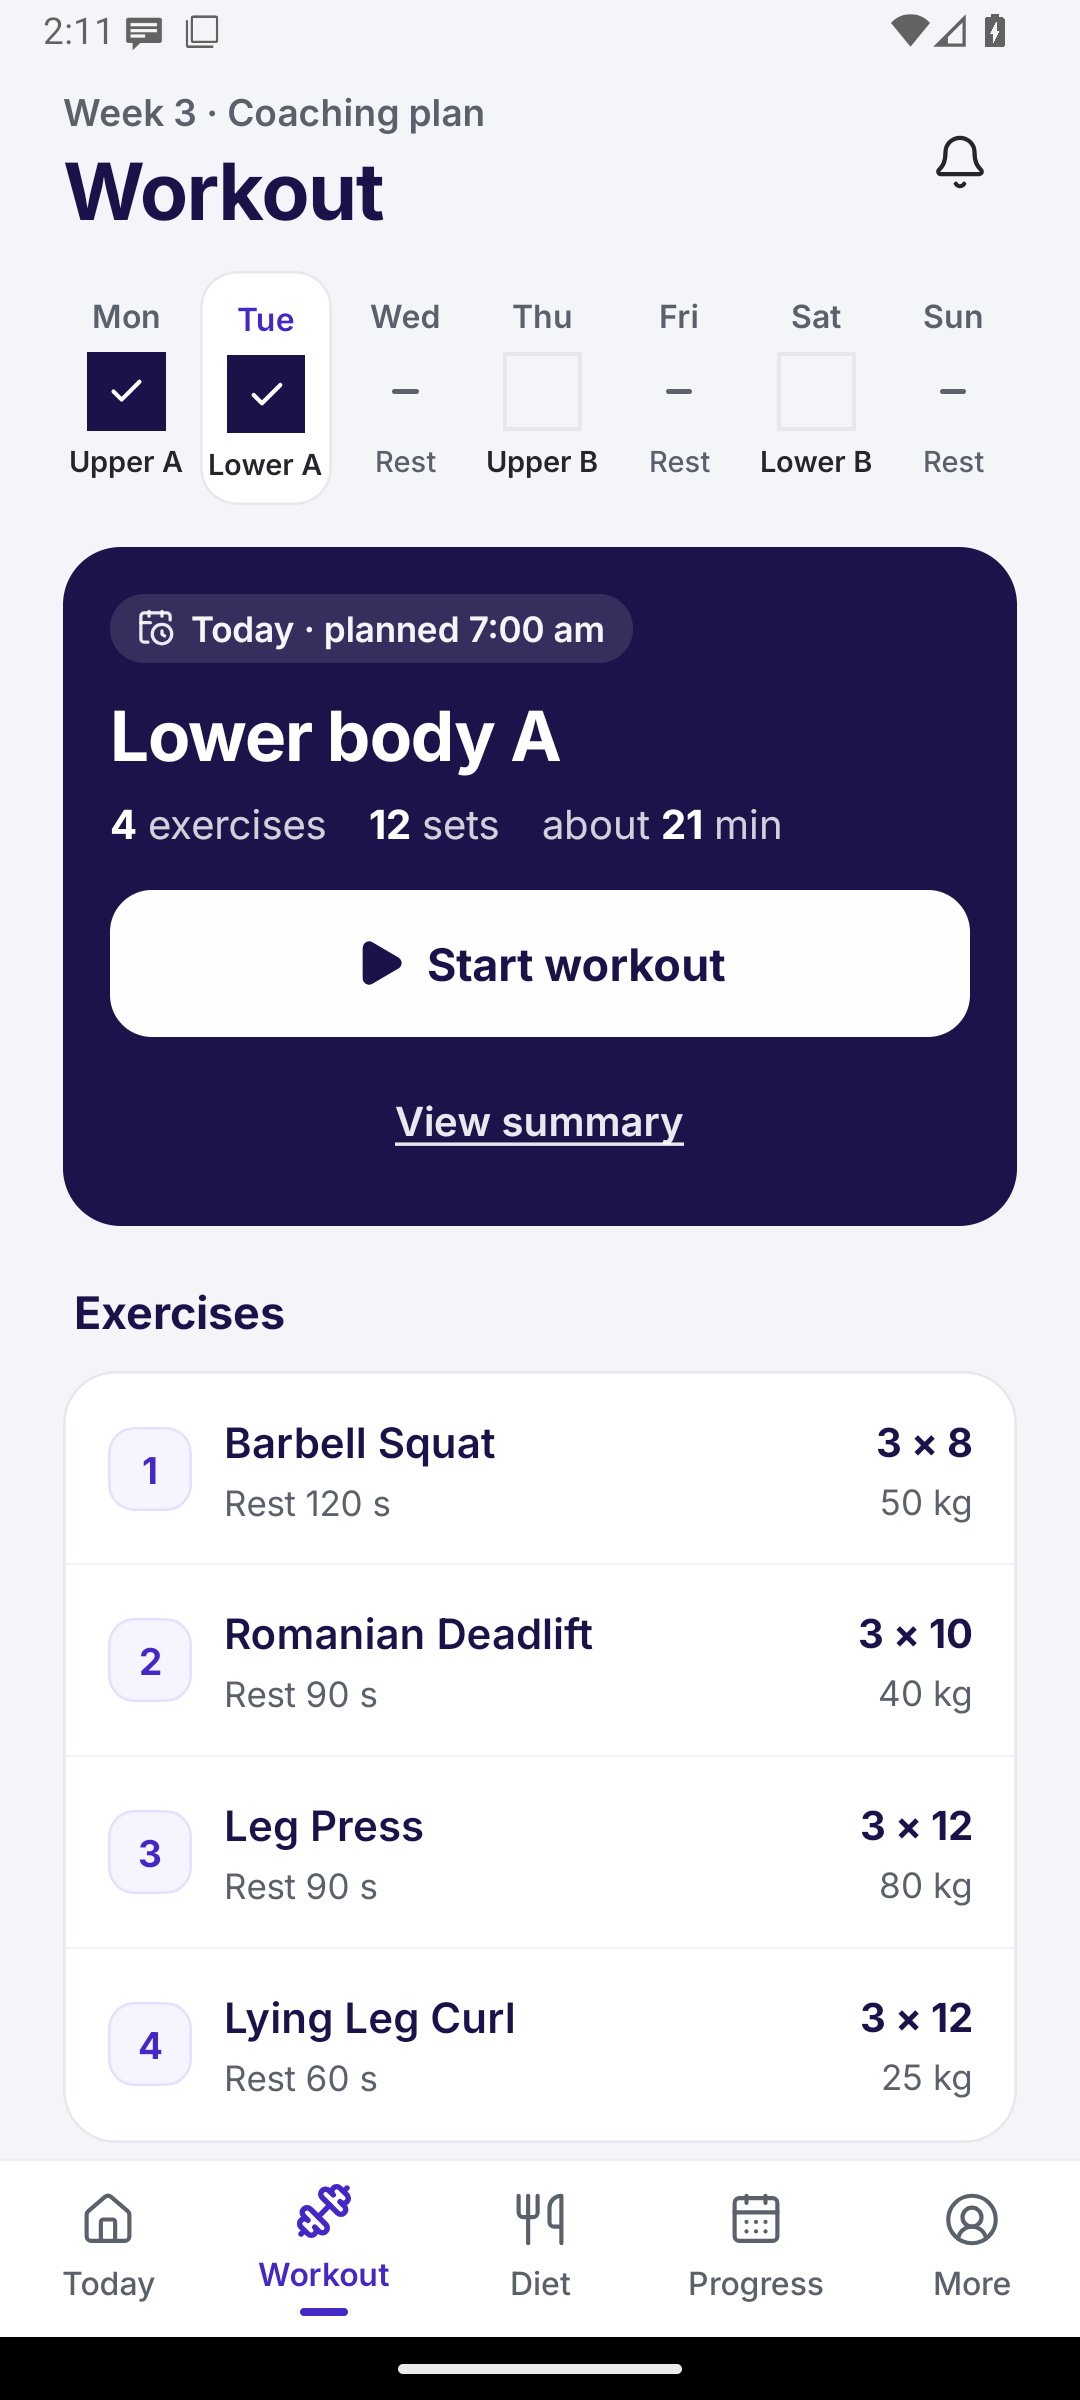 2:11
Week 3 · Coaching plan
Workout
Mon Tue Wed Thu Fri Sat Sun
Upper A Lower A Rest Upper B Rest Lower B Rest
Today · planned 7:00 am
Lower body A
4 exercises 12 sets about 21 min
Start workout
View summary
Exercises
1 Barbell Squat 3 × 8
Rest 120 s 50 kg
2 Romanian Deadlift 3 × 10
Rest 90 s 40 kg
3 Leg Press 3 × 12
Rest 90 s 80 kg
4 Lying Leg Curl 3 × 12
Rest 60 s 25 kg
Today Workout Diet Progress More